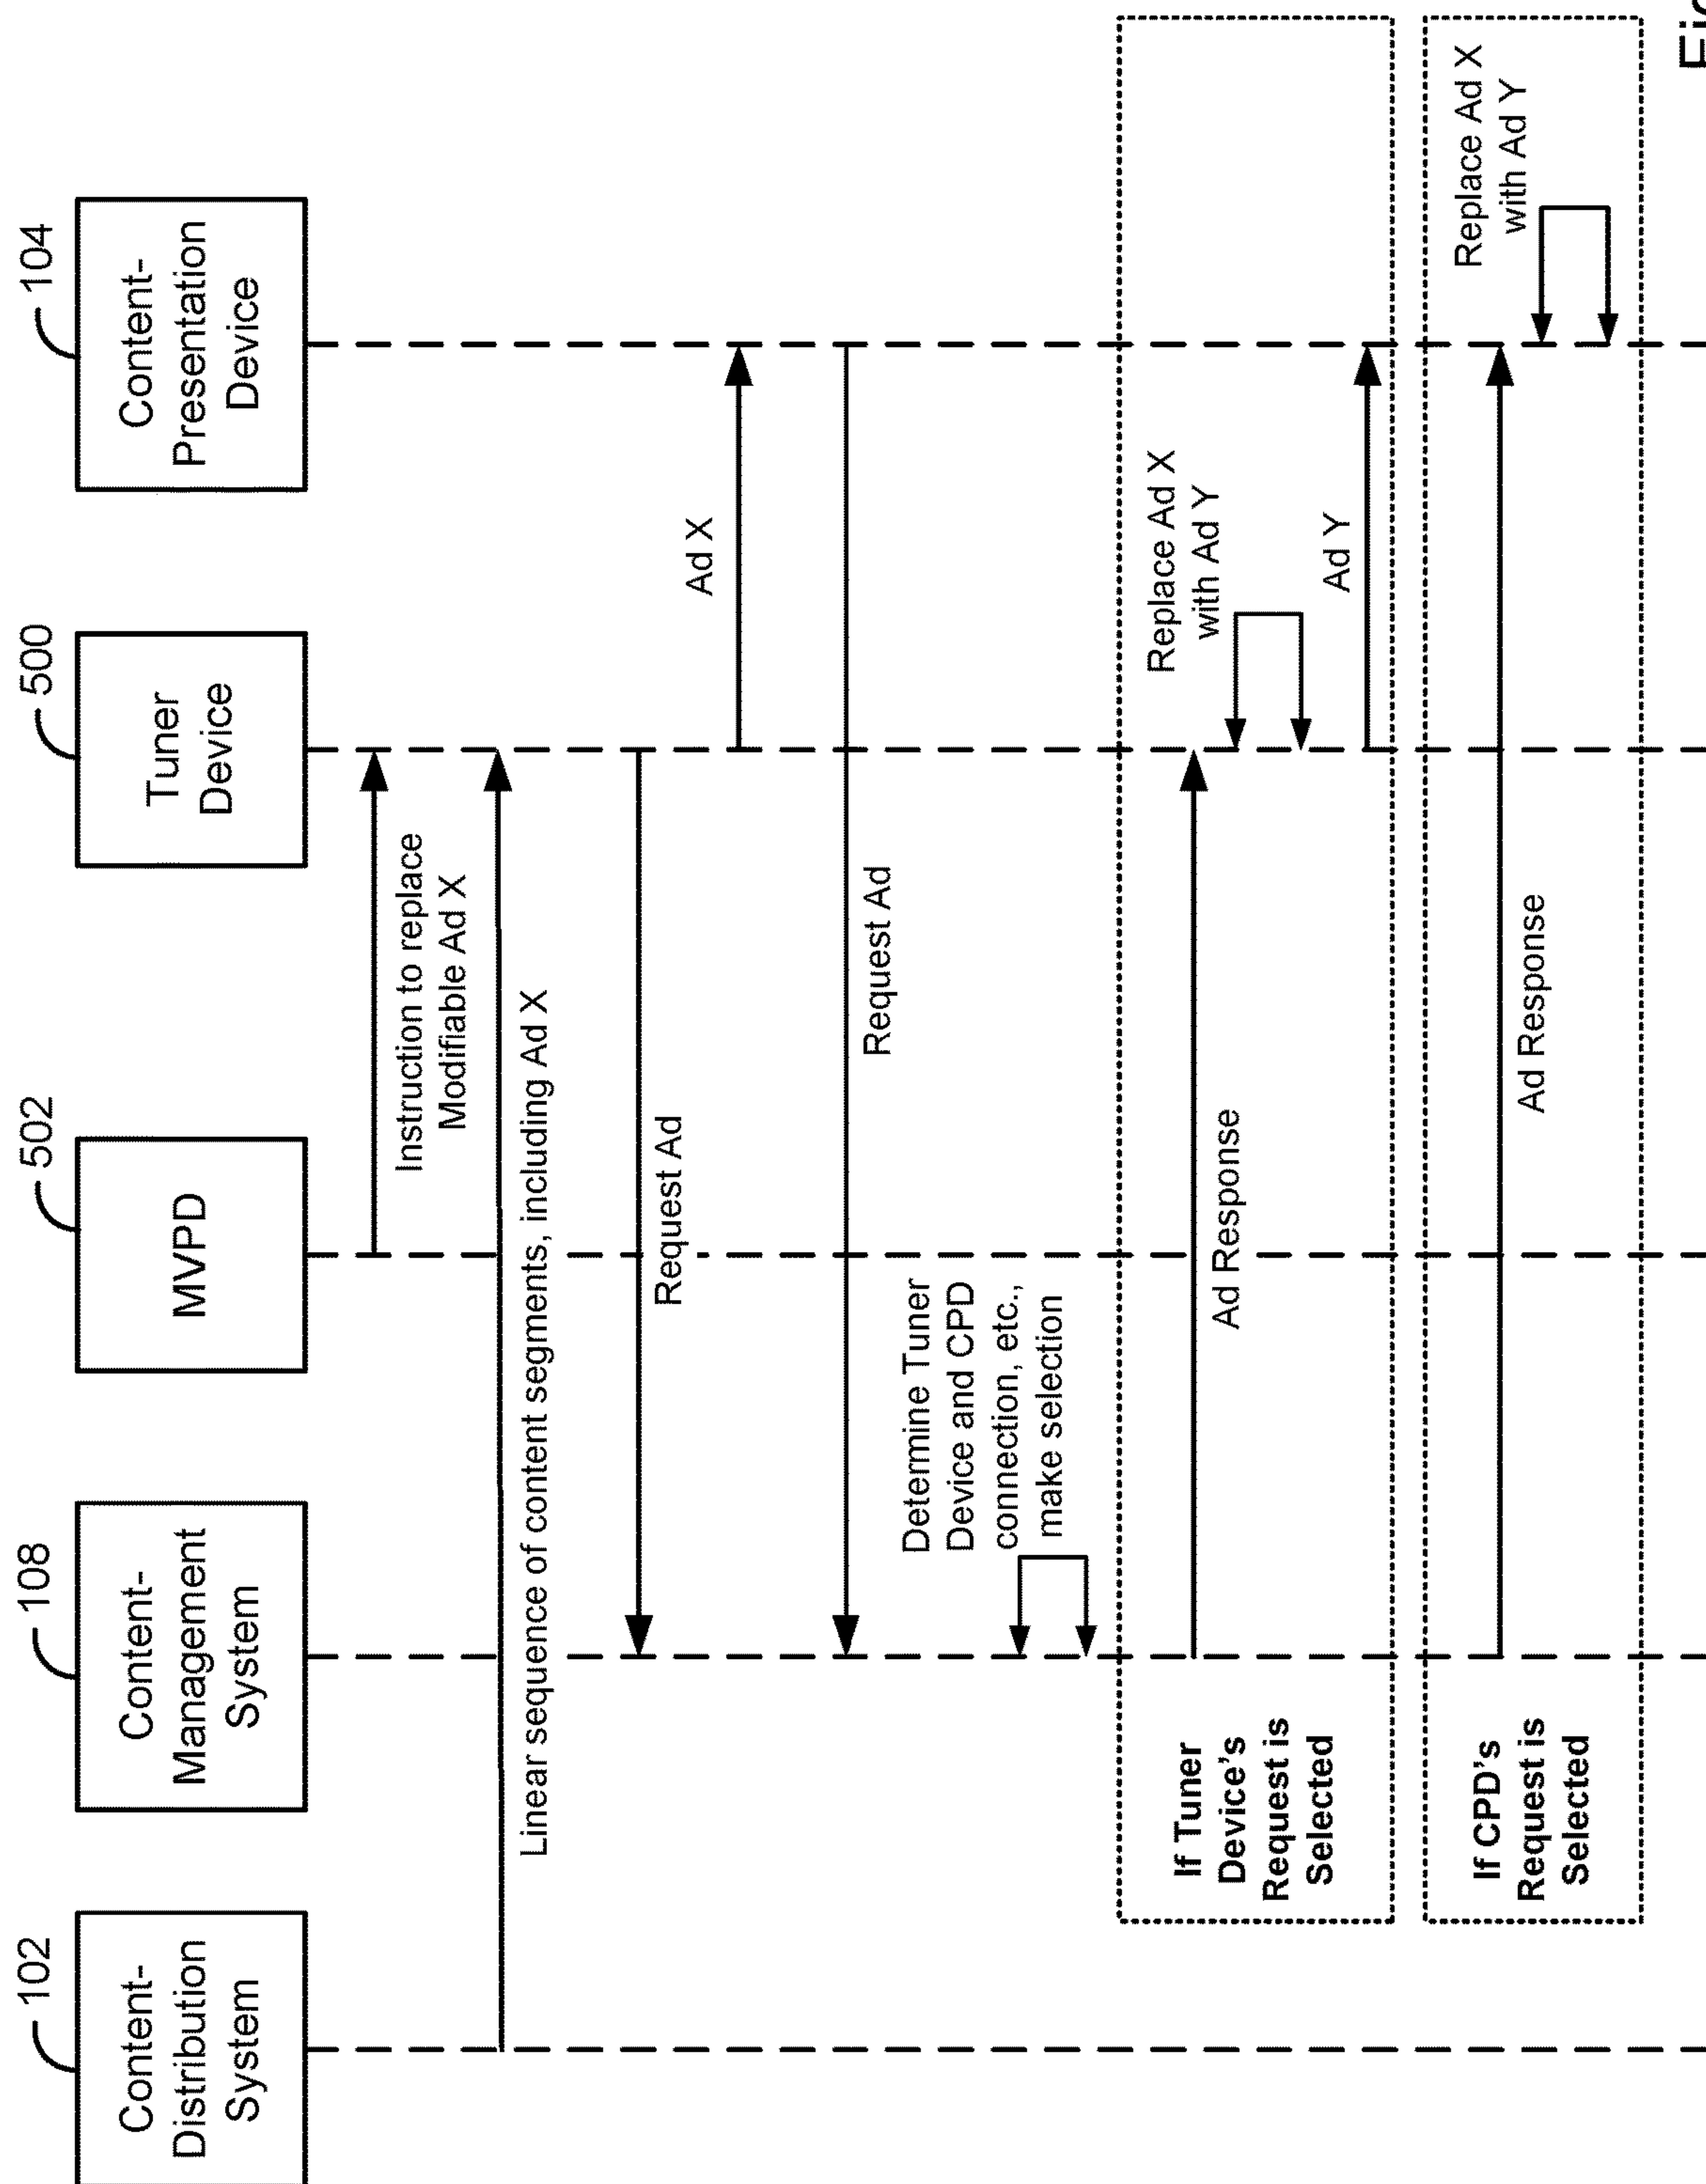 102
Content-
Distribution
System
108
Content-
Management
System
502
MVPD
500
Tuner
Device
104
Content-
Presentation
Device
Instruction to replace
Modifiable Ad X
Linear sequence of content segments, including Ad X
Request Ad
Ad X
Request Ad
Determine Tuner
Device and CPD
connection, etc.,
make selection
If Tuner
Device's
Request is
Selected
Ad Response
Replace Ad X
with Ad Y
Ad Y
If CPD's
Request is
Selected
Ad Response
Replace Ad X
with Ad Y